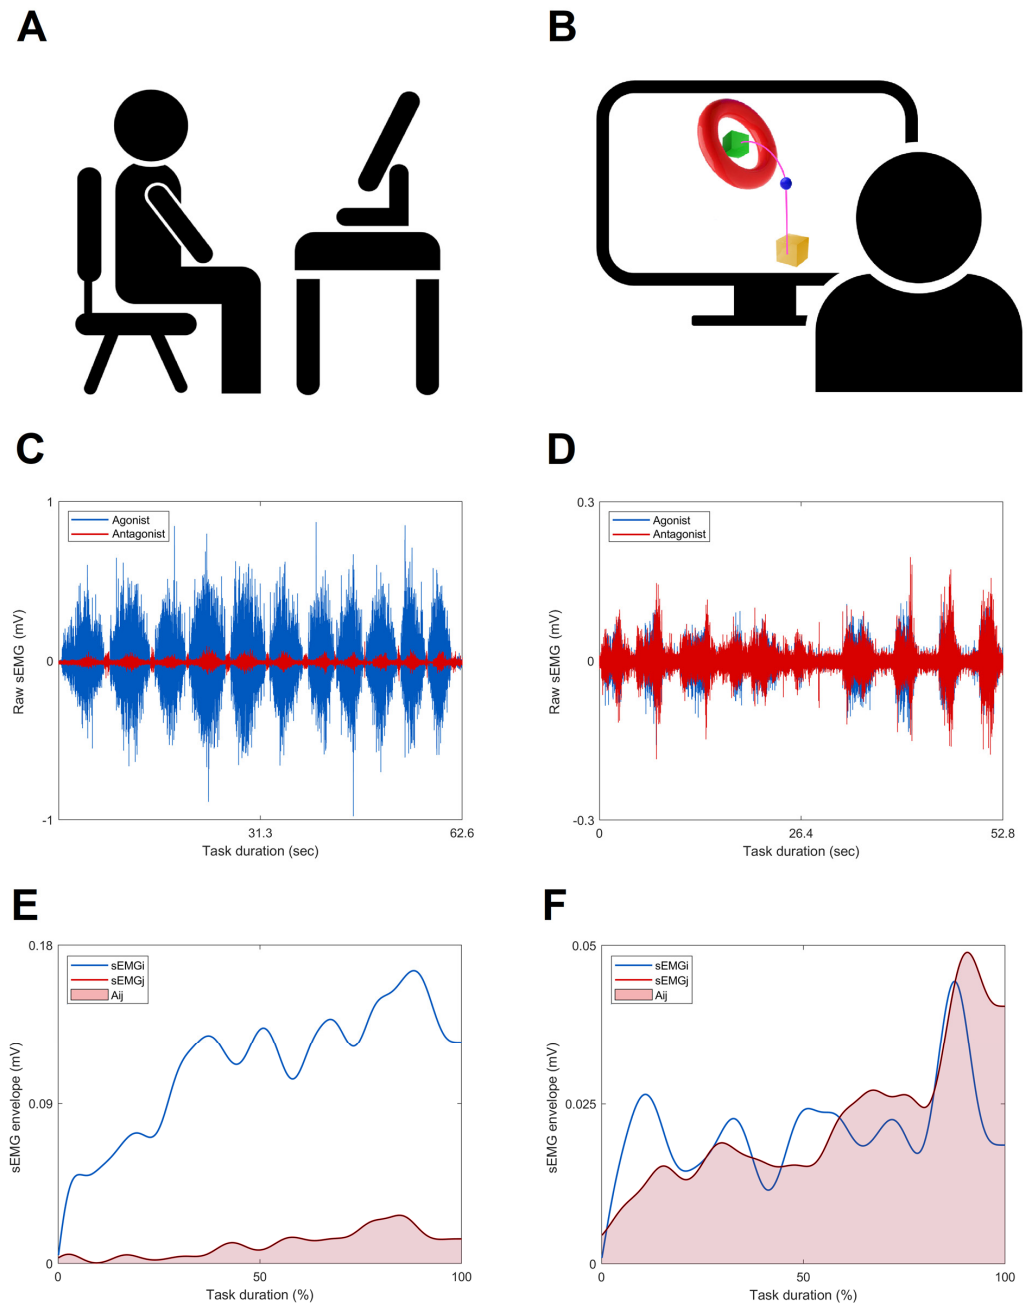 A
B
C
1
Agonist
Antagonist
Raw sEMG (mV)
0
-1
31.3
62.6
Task duration (sec)
D
0.3
Agonist
Antagonist
Raw sEMG (mV)
0
-0.3
0
26.4
52.8
Task duration (sec)
E
0.18
sEMGi
sEMGj
Aij
sEMG envelope (mV)
0.09
0
0
50
100
Task duration (%)
F
0.05
sEMGi
sEMGj
Aij
sEMG envelope (mV)
0.025
0
0
50
100
Task duration (%)